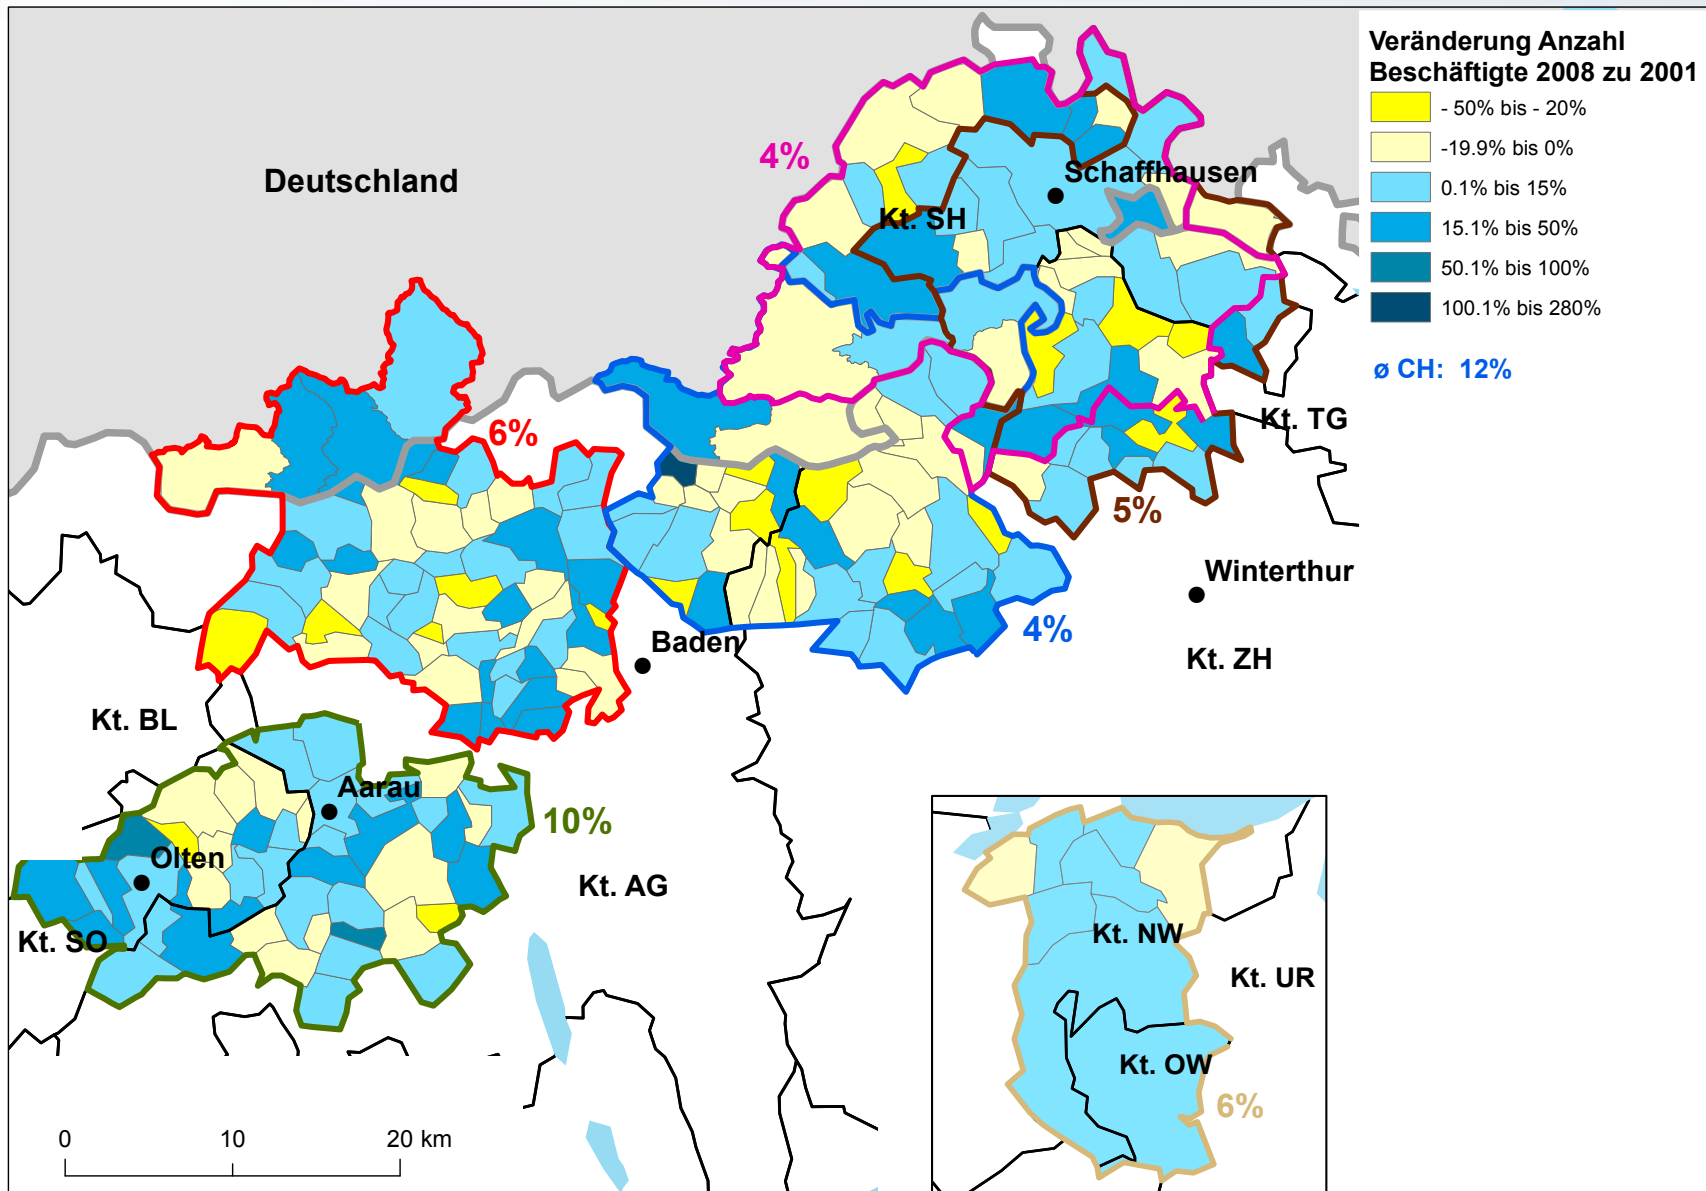 Veränderung Anzahl
Beschäftigte 2008 zu 2001
- 50% bis - 20%
-19.9% bis 0%
0.1% bis 15%
15.1% bis 50%
50.1% bis 100%
100.1% bis 280%
ø CH: 12%
4%
Deutschland
Schaffhausen
Kt. SH
6%
Kt. TG
5%
Winterthur
4%
Baden
Kt. ZH
Kt. BL
Aarau
10%
Olten
Kt. AG
Kt. SO
Kt. NW
Kt. UR
Kt. OW
6%
0 10 20 km